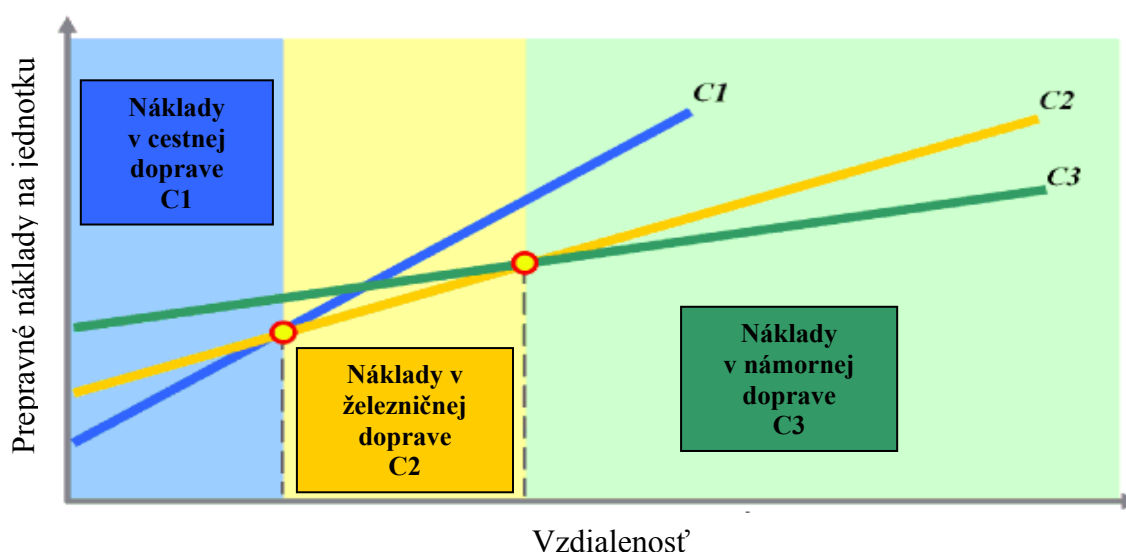 Prepravné náklady na jednotku
Náklady
v cestnej
doprave
C1
C1
C2
C3
Náklady v
železničnej
doprave
C2
Náklady
v námornej
doprave
C3
Vzdialenosť